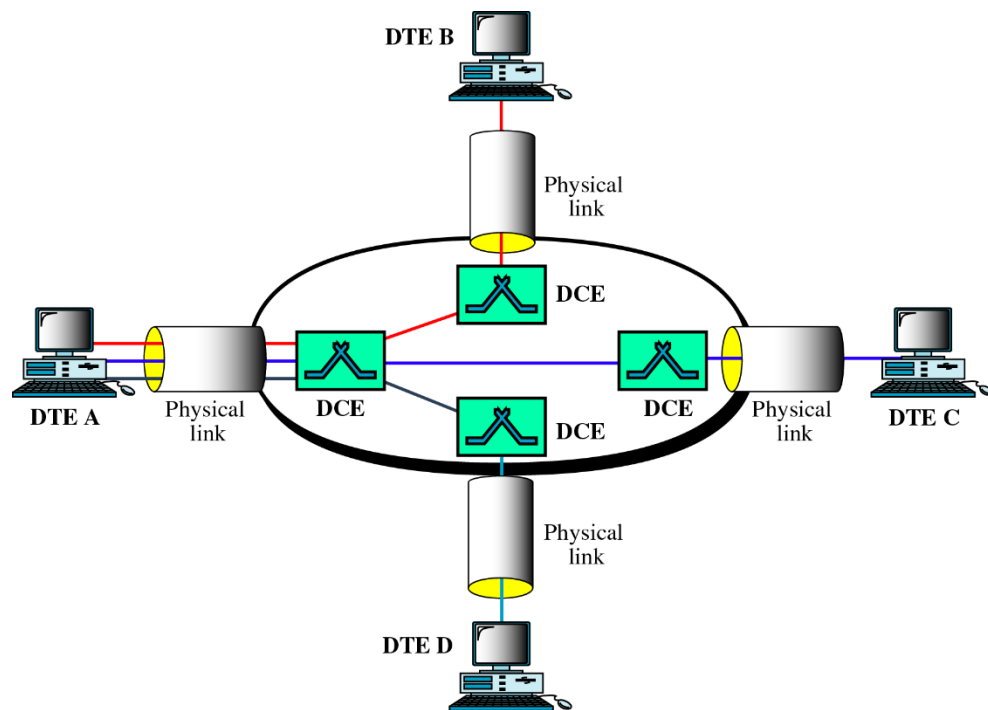 DTE B
Physical
link
DCE
DTE A
Physical
link
DCE
DCE
Physical
link
DTE C
DCE
Physical
link
DTE D